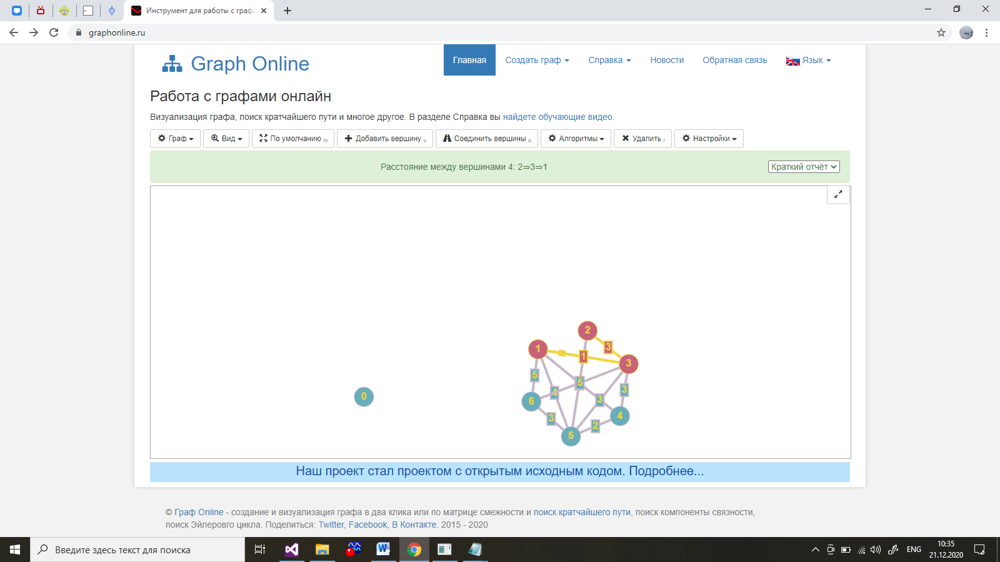 Инструмент для работы с графа
graphonline.ru
Graph Online
Главная Создать граф Справка Новости Обратная связь Язык
Работа с графами онлайн
Визуализация графа, поиск кратчайшего пути и многое другое. В разделе Справка вы найдете обучающие видео.
Граф Вид По умолчанию m Добавить вершину v Соединить вершины e Алгоритмы Удалить r Настройки
Расстояние между вершинами 4: 2⇒3⇒1 Краткий отчёт
2
1 3
1 3
5 5 3
4 3
0 6 4
3 2
5
Наш проект стал проектом с открытым исходным кодом. Подробнее...
© Граф Online - создание и визуализация графа в два клика или по матрице смежности и поиск кратчайшего пути, поиск компоненты связности,
поиск Эйлерового цикла. Поделиться: Twitter, Facebook, В Контакте. 2015 - 2020
Введите здесь текст для поиска
ENG
10:35
21.12.2020